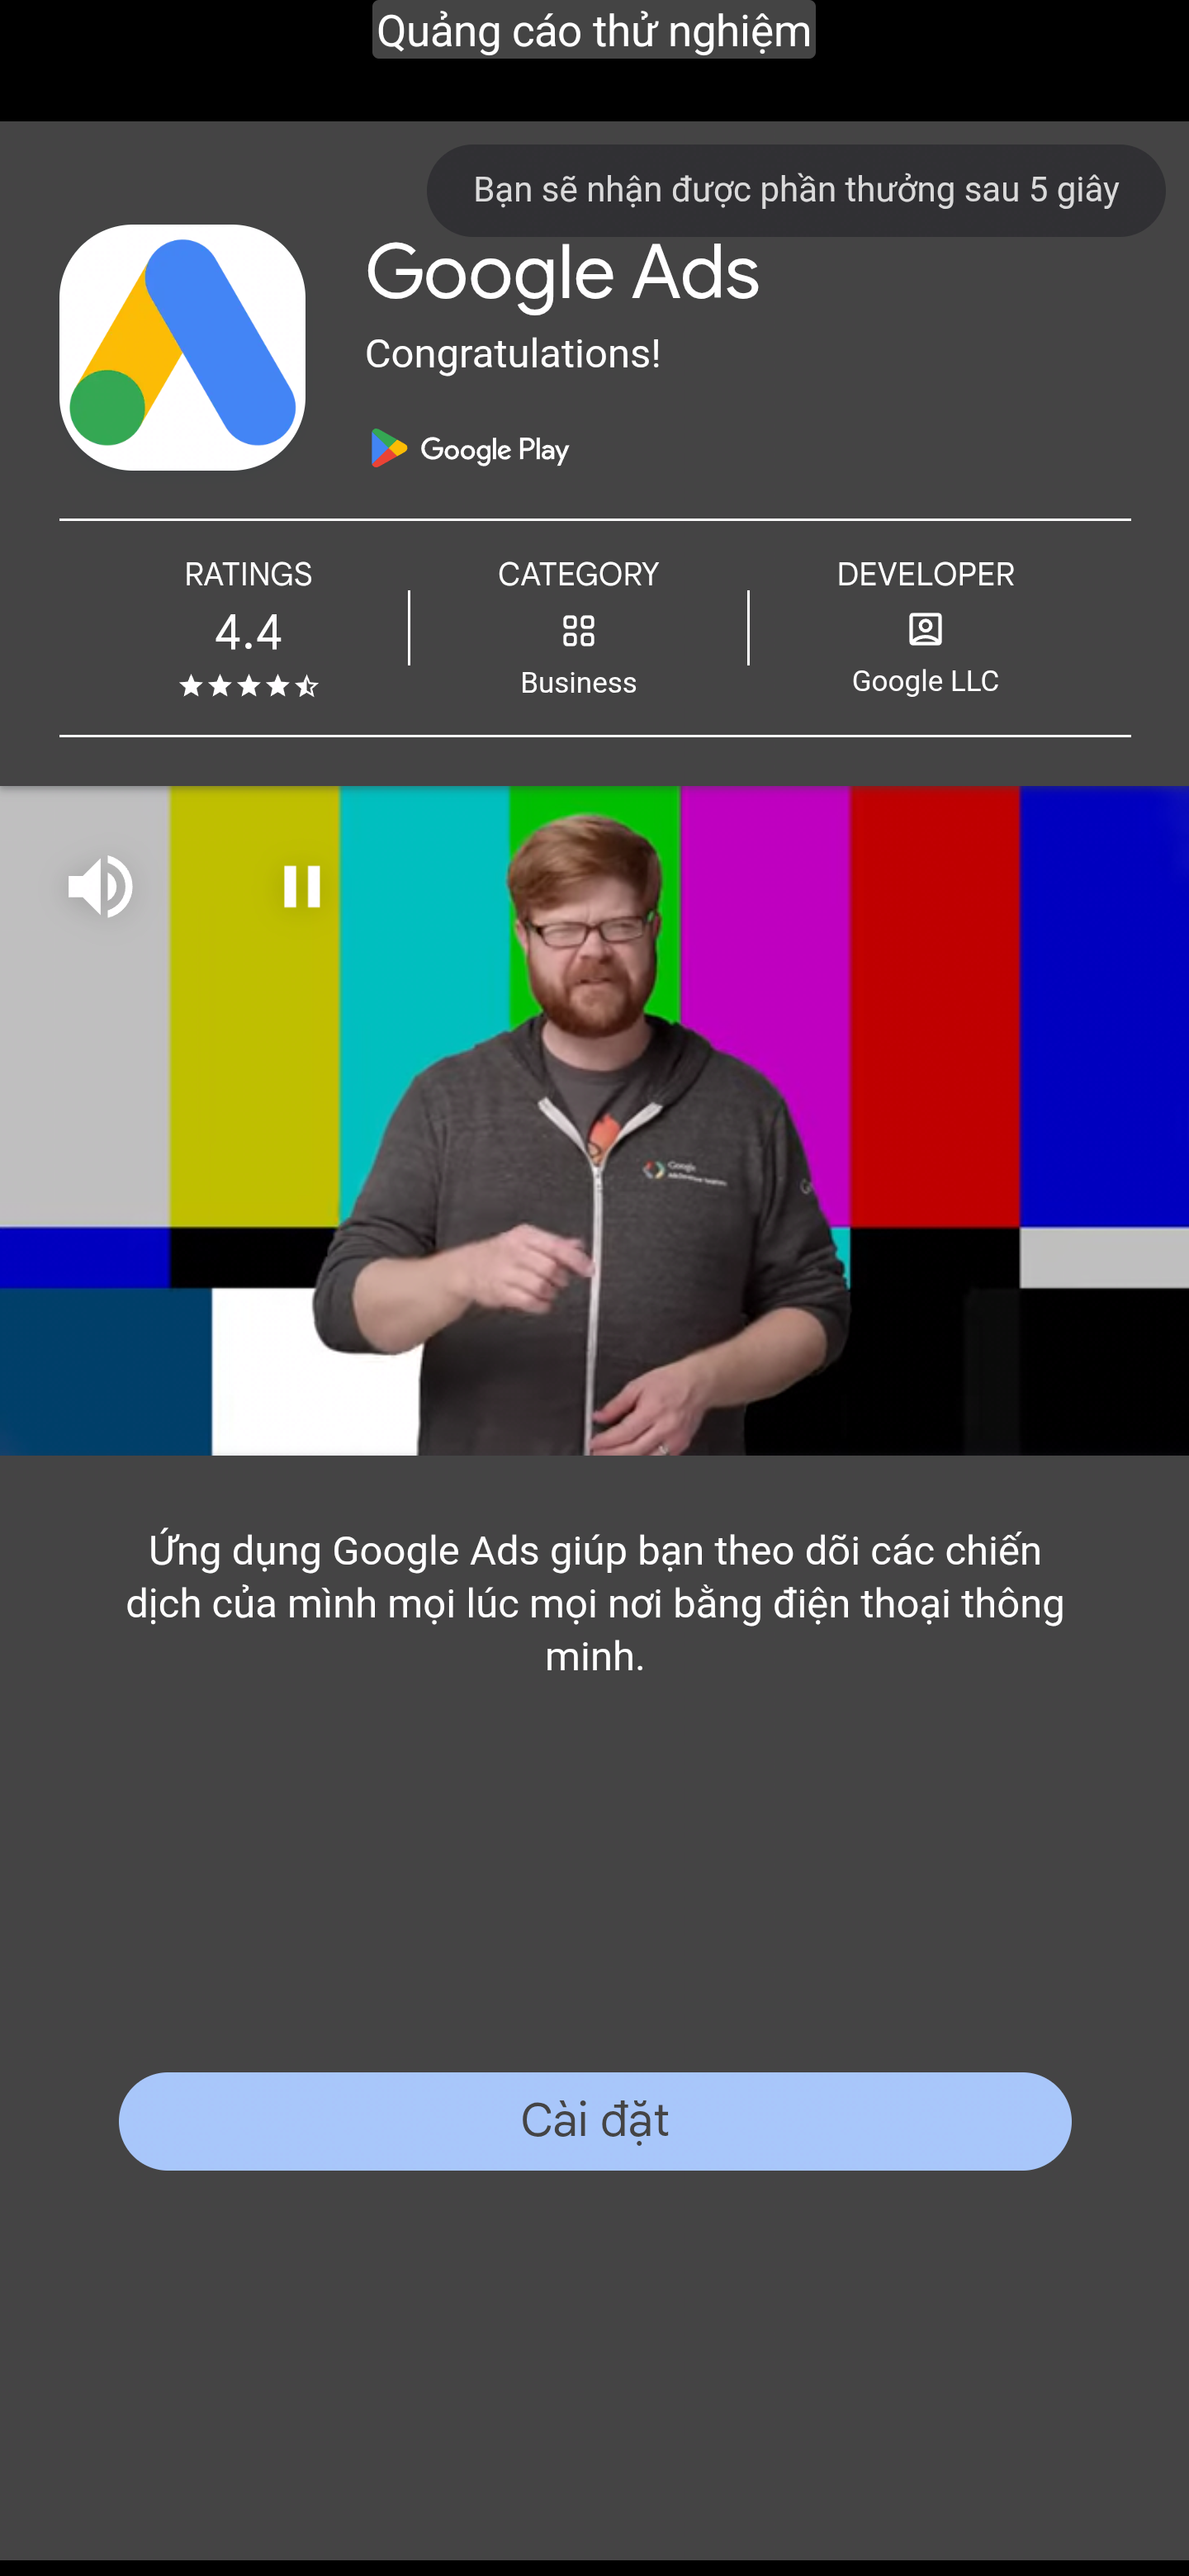 Quảng cáo thử nghiệm
Bạn sẽ nhận được phần thưởng sau 5 giây
Google Ads
Congratulations!
Google Play
RATINGS
4.4
CATEGORY
Business
DEVELOPER
Google LLC
Google
Ứng dụng Google Ads giúp bạn theo dõi các chiến
dịch của mình mọi lúc mọi nơi bằng điện thoại thông
minh.
Cài đặt